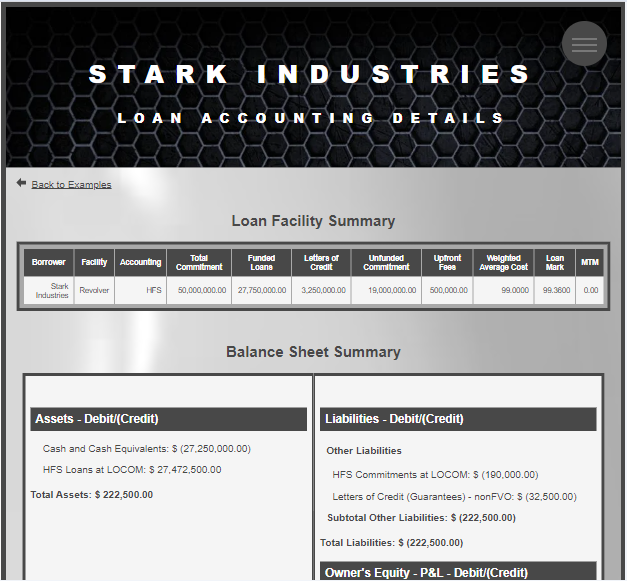 STARK INDUSTRIES
LOAN ACCOUNTING DETAILS
Back to Examples
Loan Facility Summary
Borrower Facility Accounting Total Commitment Funded Loans Letters of Credit Unfunded Commitment Upfront Fees Weighted Average Cost Loan Mark MTM
Stark Industries Revolver HFS 50,000,000.00 27,750,000.00 3,250,000.00 19,000,000.00 500,000.00 99.0000 99.3600 0.00
Balance Sheet Summary
Assets - Debit/(Credit)
Cash and Cash Equivalents: $ (27,250,000.00)
HFS Loans at LOCOM: $ 27,472,500.00
Total Assets: $ 222,500.00
Liabilities - Debit/(Credit)
Other Liabilities
HFS Commitments at LOCOM: $ (190,000.00)
Letters of Credit (Guarantees) - nonFVO: $ (32,500.00)
Subtotal Other Liabilities: $ (222,500.00)
Total Liabilities: $ (222,500.00)
Owner's Equity - P&L - Debit/(Credit)